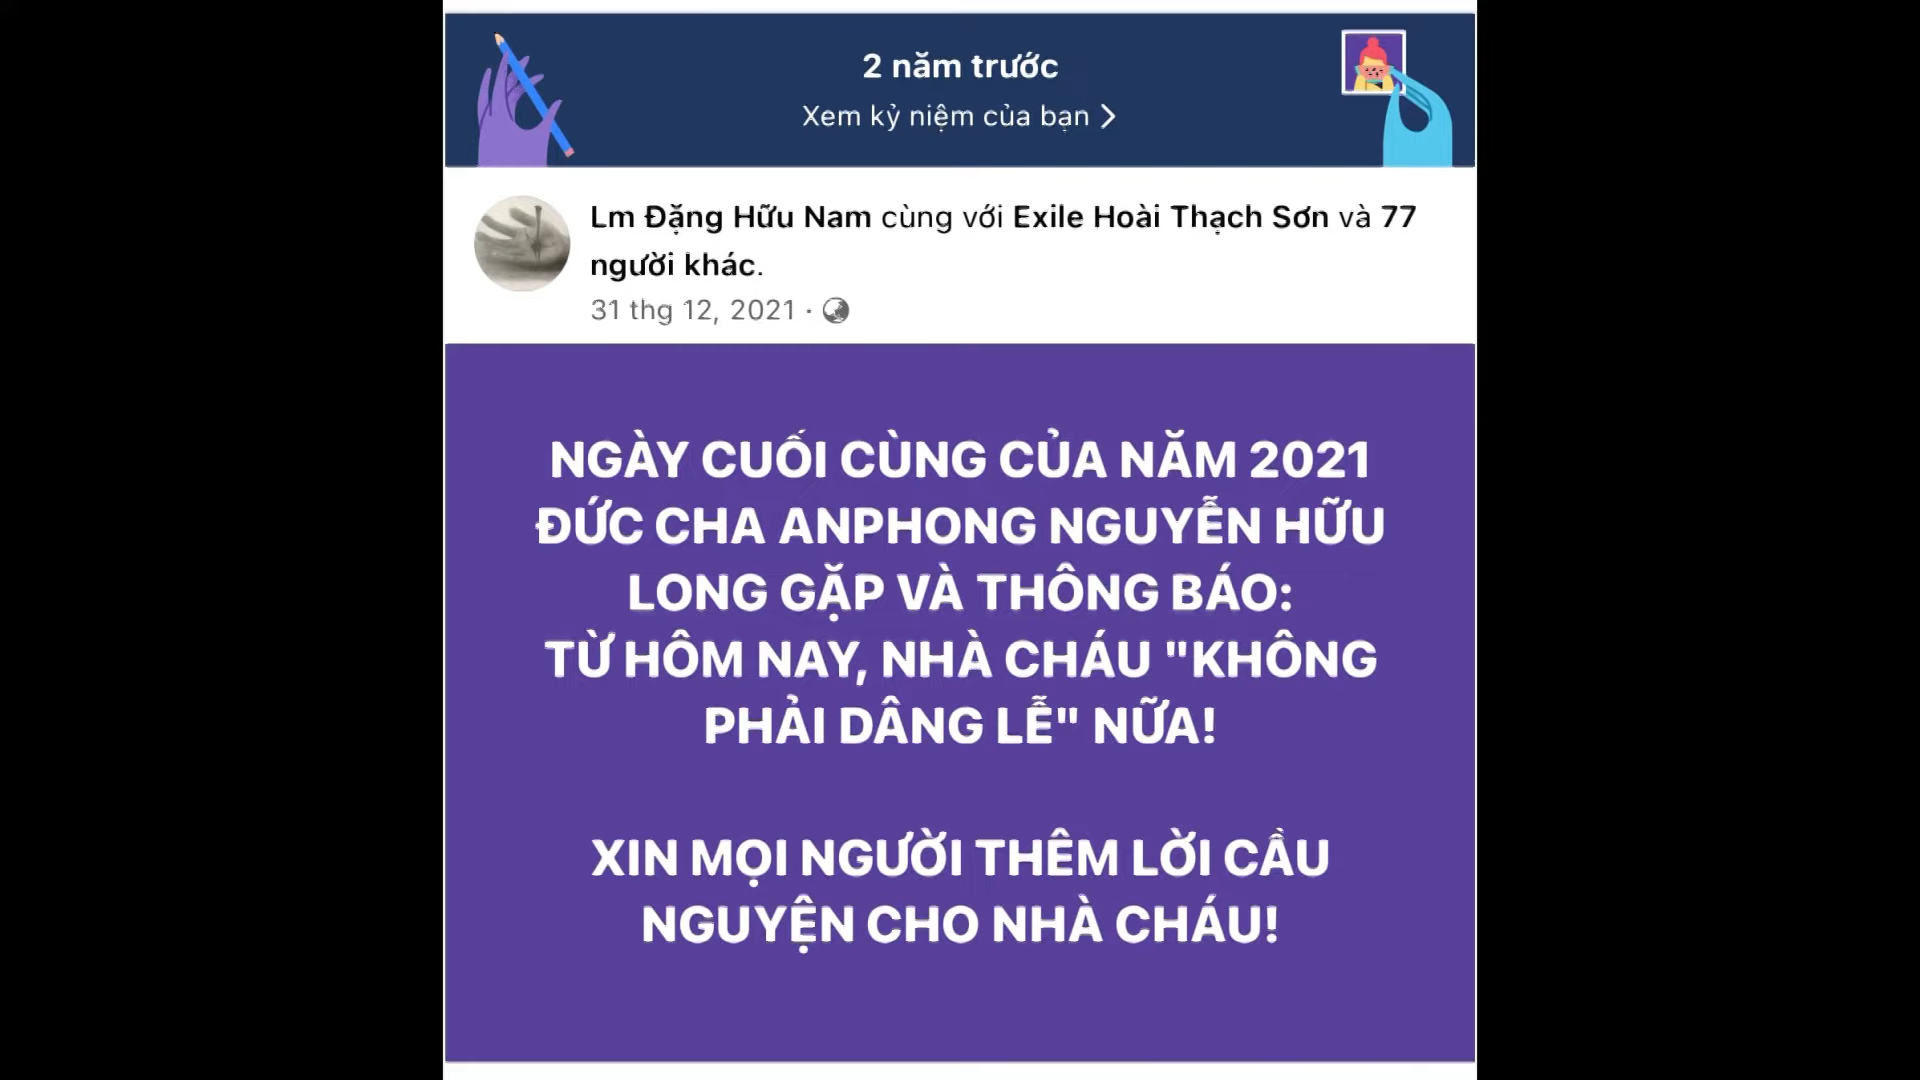 2 năm trước
Xem kỷ niệm của bạn
Lm Đặng Hữu Nam cùng với Exile Hoài Thạch Sơn và 77
người khác.
31 thg 12, 2021 ·
NGÀY CUỐI CÙNG CỦA NĂM 2021
ĐỨC CHA ANPHONG NGUYỄN HỮU
LONG GẶP VÀ THÔNG BÁO:
TỪ HÔM NAY, NHÀ CHÁU "KHÔNG
PHẢI DÂNG LỄ" NỮA!
XIN MỌI NGƯỜI THÊM LỜI CẦU
NGUYỆN CHO NHÀ CHÁU!